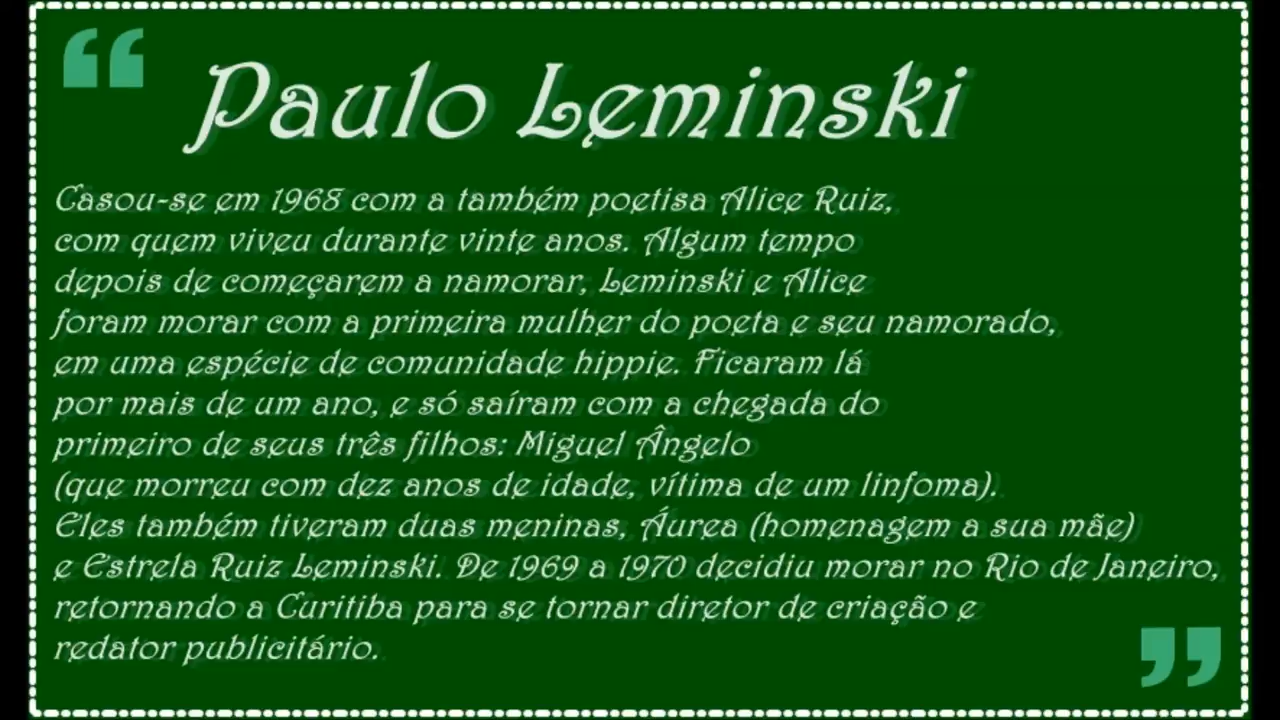 Paulo Leminski
Casou-se em 1968 com a também poetisa Alice Ruiz,
com quem viveu durante vinte anos. Algum tempo
depois de começarem a namorar, Leminski e Alice
foram morar com a primeira mulher do poeta e seu namorado,
em uma espécie de comunidade hippie. Ficaram lá
por mais de um ano, e só saíram com a chegada do
primeiro de seus três filhos: Miguel Ângelo
(que morreu com dez anos de idade, vítima de um linfoma).
Eles também tiveram duas meninas, Áurea (homenagem a sua mãe)
e Estrela Ruiz Leminski. De 1969 a 1970 decidiu morar no Rio de Janeiro,
retornando a Curitiba para se tornar diretor de criação e
redator publicitário.